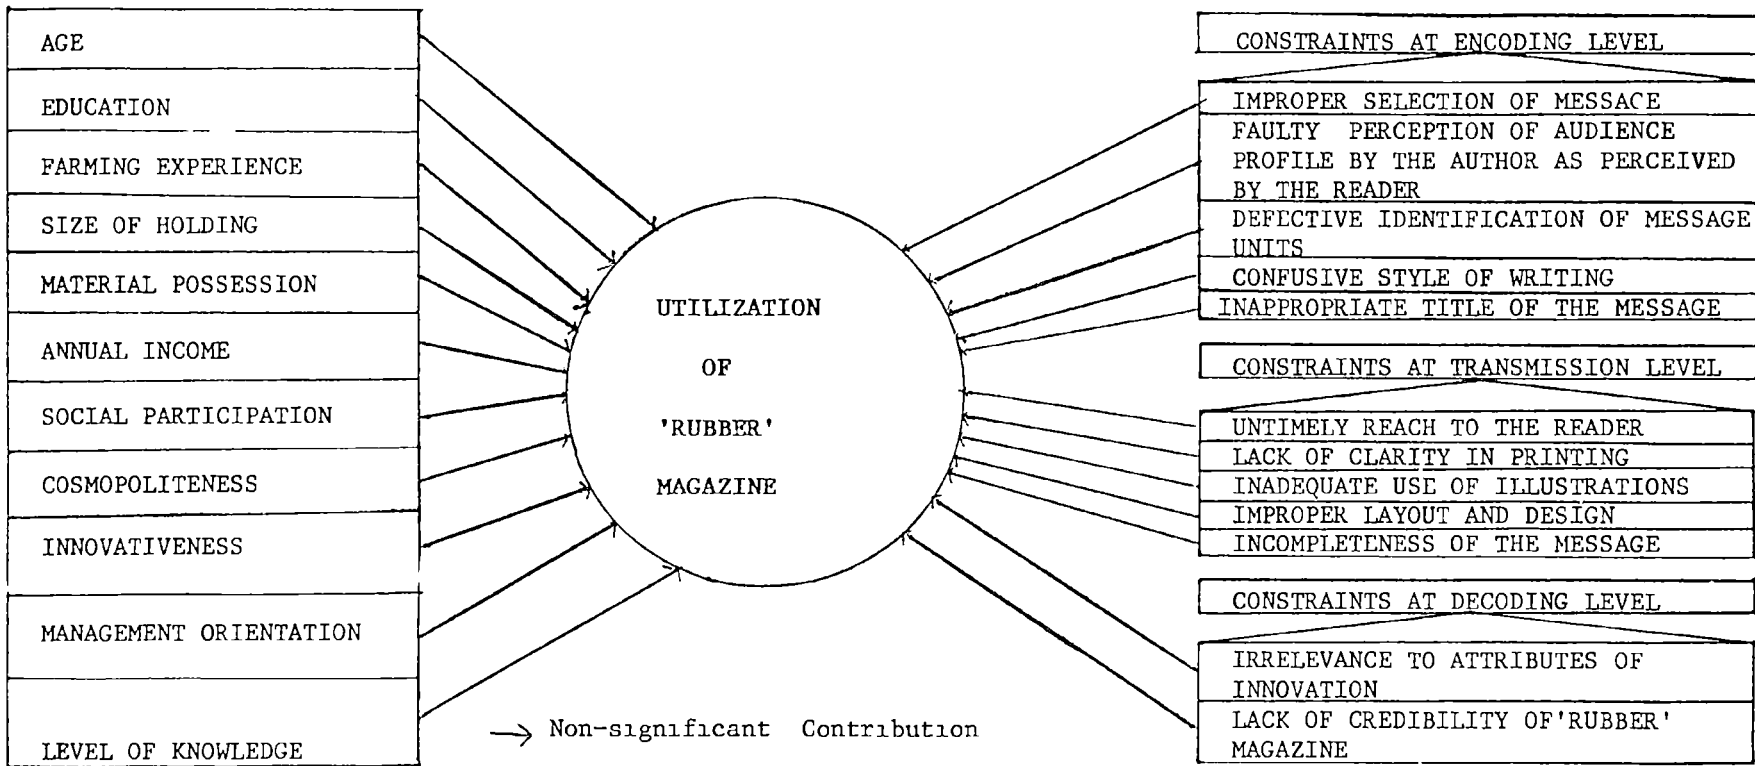 AGE
EDUCATION
FARMING EXPERIENCE
SIZE OF HOLDING
MATERIAL POSSESSION
ANNUAL INCOME
SOCIAL PARTICIPATION
COSMOPOLITENESS
INNOVATIVENESS
MANAGEMENT ORIENTATION
LEVEL OF KNOWLEDGE
UTILIZATION
OF
'RUBBER'
MAGAZINE
→ Non-significant Contribution
CONSTRAINTS AT ENCODING LEVEL
IMPROPER SELECTION OF MESSAGE
FAULTY PERCEPTION OF AUDIENCE
PROFILE BY THE AUTHOR AS PERCEIVED
BY THE READER
DEFECTIVE IDENTIFICATION OF MESSAGE
UNITS
CONFUSIVE STYLE OF WRITING
INAPPROPRIATE TITLE OF THE MESSAGE
CONSTRAINTS AT TRANSMISSION LEVEL
UNTIMELY REACH TO THE READER
LACK OF CLARITY IN PRINTING
INADEQUATE USE OF ILLUSTRATIONS
IMPROPER LAYOUT AND DESIGN
INCOMPLETENESS OF THE MESSAGE
CONSTRAINTS AT DECODING LEVEL
IRRELEVANCE TO ATTRIBUTES OF
INNOVATION
LACK OF CREDIBILITY OF'RUBBER'
MAGAZINE